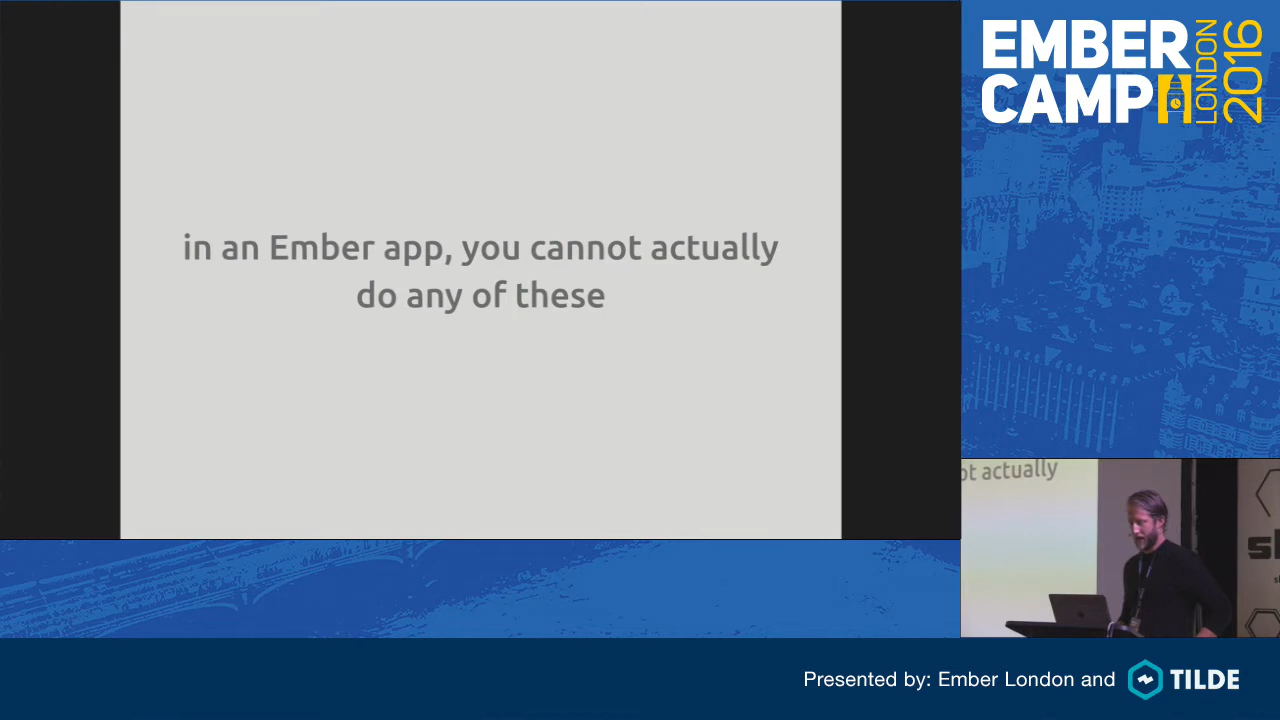 in an Ember app, you cannot actually
do any of these
EMBER
CAMP
LONDON
2016
not actually
Presented by: Ember London and
TILDE